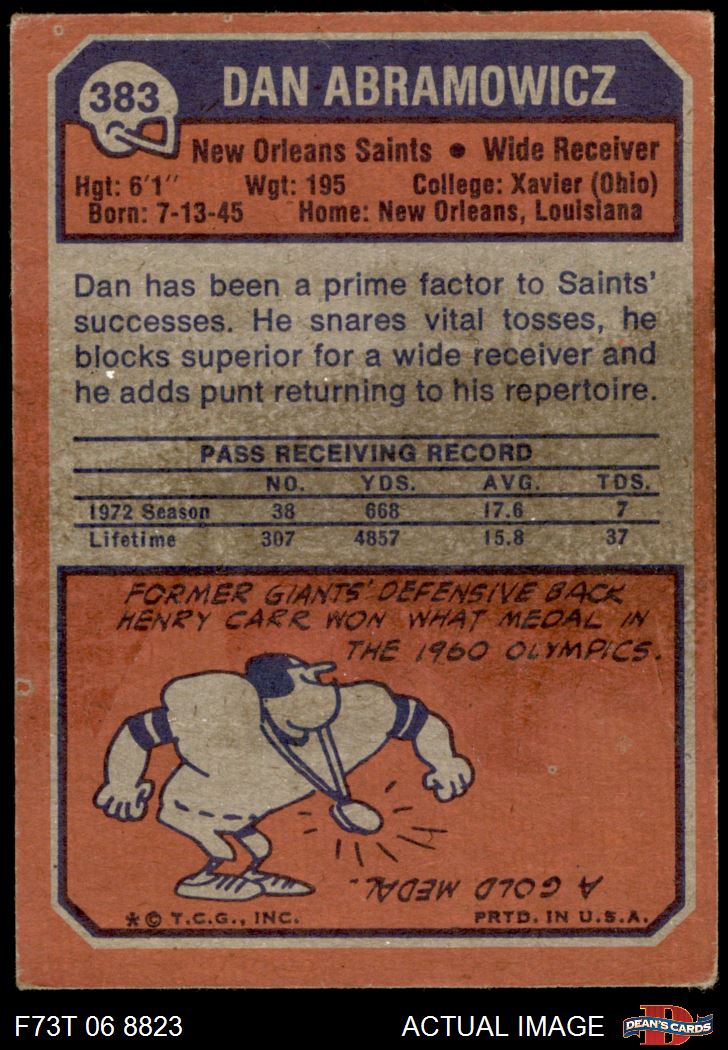 383
DAN ABRAMOWICZ
New Orleans Saints • Wide Receiver
Hgt: 6'1" Wgt: 195 College: Xavier (Ohio)
Born: 7-13-45 Home: New Orleans, Louisiana
Dan has been a prime factor to Saints'
successes. He snares vital tosses, he
blocks superior for a wide receiver and
he adds punt returning to his repertoire.
PASS RECEIVING RECORD
NO. YDS. AVG. TDS.
1972 Season 38 668 17.6 7
Lifetime 307 4857 15.8 37
FORMER GIANTS' DEFENSIVE BACK
HENRY CARR WON WHAT MEDAL IN
THE 1960 OLYMPICS.
A GOLD MEDAL.
* © T.C.G., INC. PRTD. IN U.S.A.
F73T 06 8823 ACTUAL IMAGE D DEAN'S CARDS